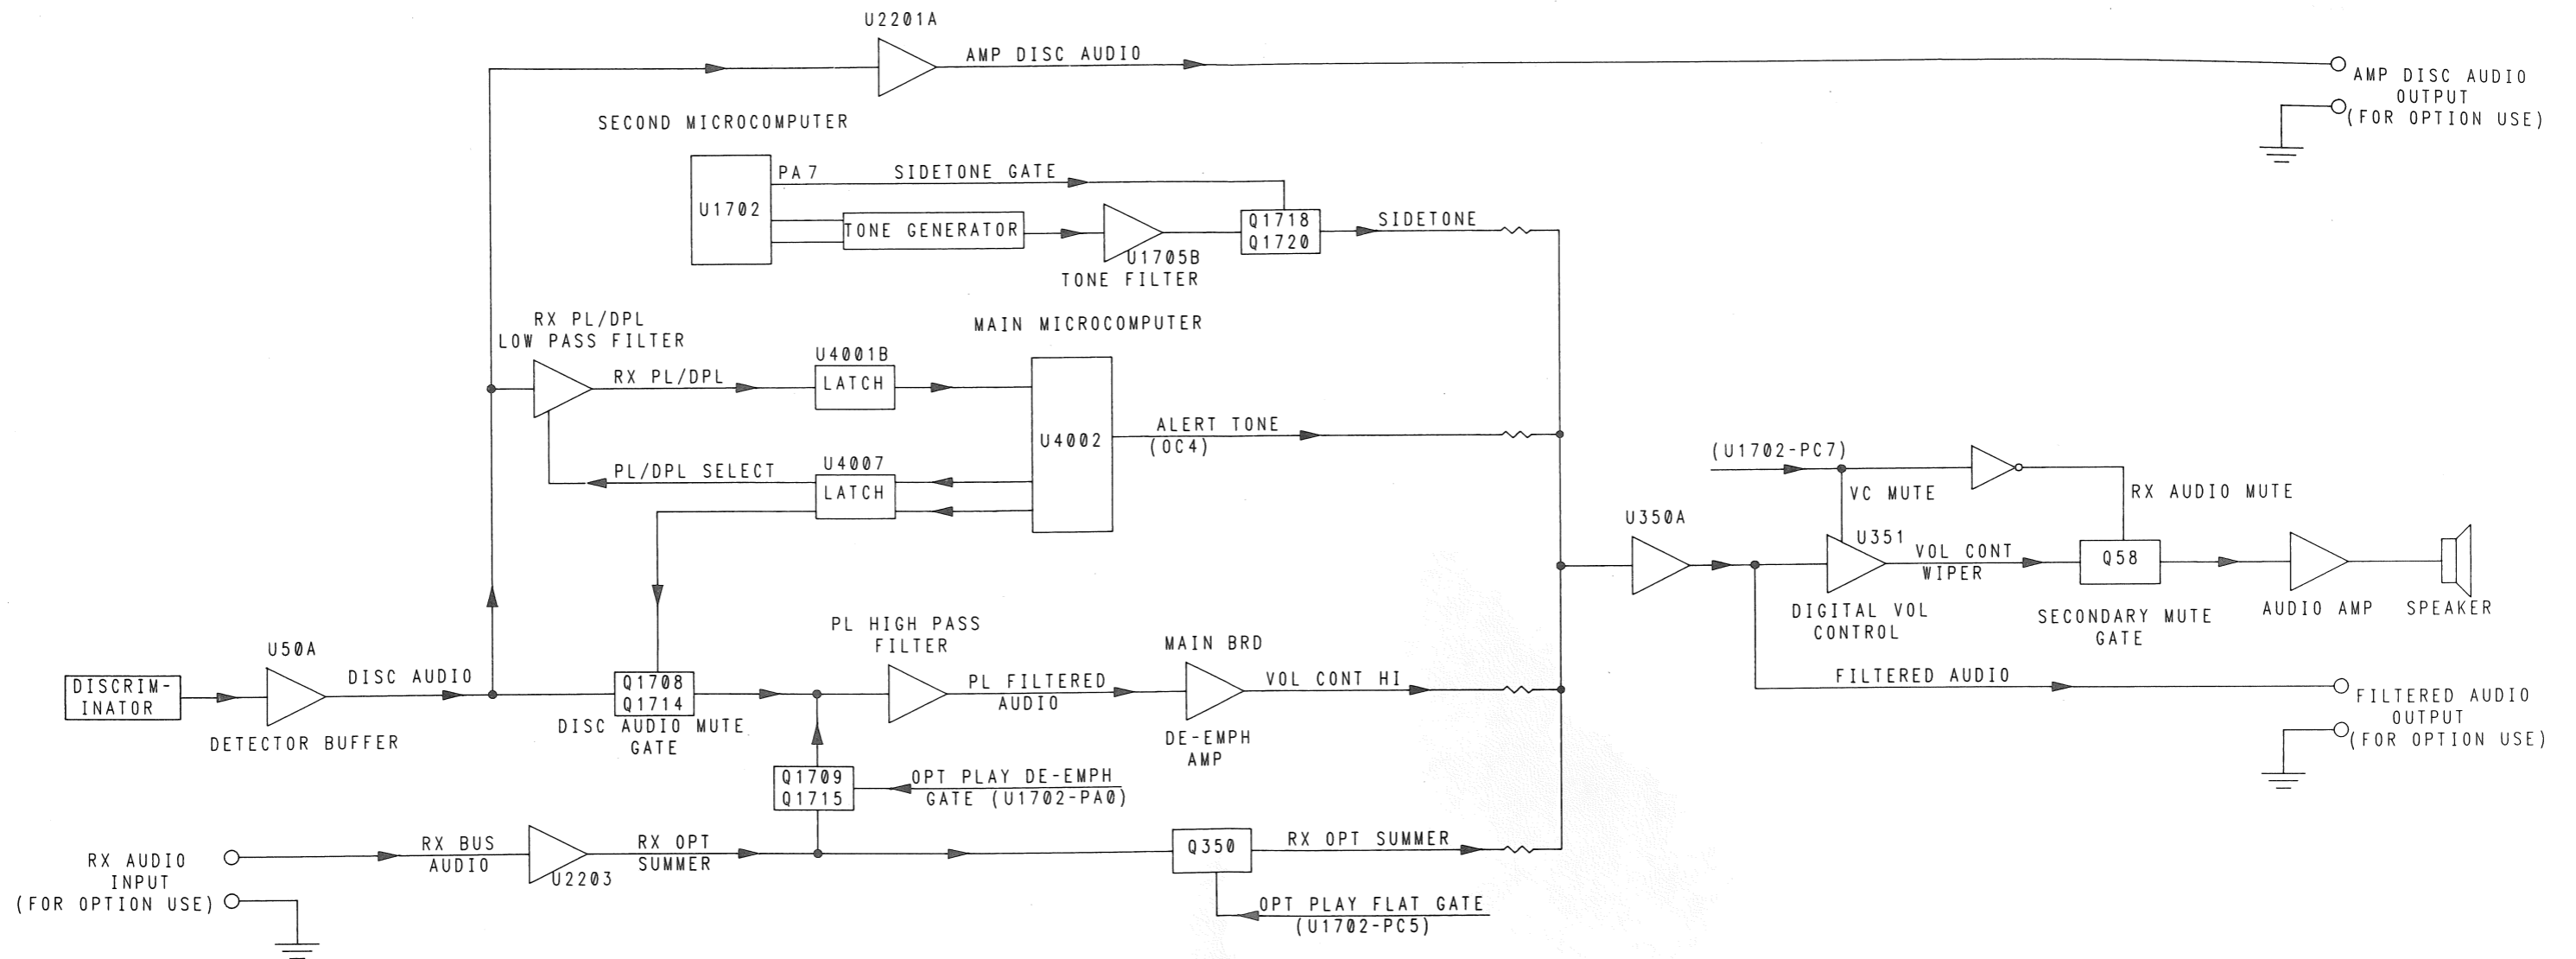 U2201A
AMP DISC AUDIO
AMP DISC AUDIO
OUTPUT
(FOR OPTION USE)
SECOND MICROCOMPUTER
U1702
PA7
SIDETONE GATE
TONE GENERATOR
U1705B
TONE FILTER
Q1718
Q1720
SIDETONE
RX PL/DPL
LOW PASS FILTER
RX PL/DPL
U4001B
LATCH
MAIN MICROCOMPUTER
U4002
ALERT TONE
(OC4)
PL/DPL SELECT
U4007
LATCH
(U1702-PC7)
VC MUTE
RX AUDIO MUTE
U350A
U351
VOL CONT
WIPER
DIGITAL VOL
CONTROL
Q58
SECONDARY MUTE
GATE
AUDIO AMP
SPEAKER
DISCRIM-
INATOR
U50A
DETECTOR BUFFER
DISC AUDIO
Q1708
Q1714
DISC AUDIO MUTE
GATE
PL HIGH PASS
FILTER
PL FILTERED
AUDIO
MAIN BRD
DE-EMPH
AMP
VOL CONT HI
FILTERED AUDIO
FILTERED AUDIO
OUTPUT
(FOR OPTION USE)
Q1709
Q1715
OPT PLAY DE-EMPH
GATE (U1702-PA0)
RX AUDIO
INPUT
(FOR OPTION USE)
RX BUS
AUDIO
U2203
RX OPT
SUMMER
Q350
RX OPT SUMMER
OPT PLAY FLAT GATE
(U1702-PC5)